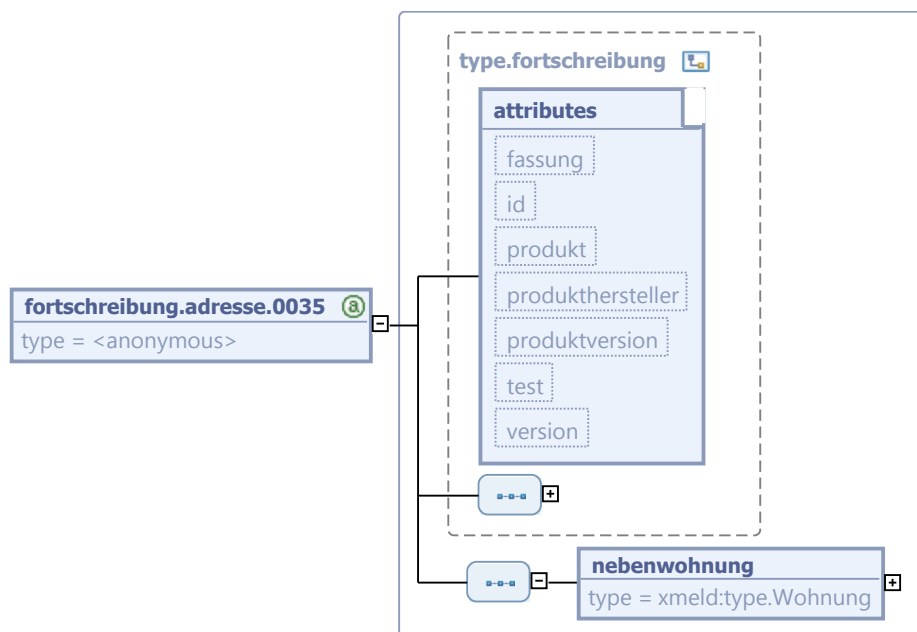 type.fortschreibung
attributes
fassung
id
produkt
produkthersteller
produktversion
test
version
fortschreibung.adresse.0035 @
type = <anonymous>
nebenwohnung
type = xmeld:type.Wohnung